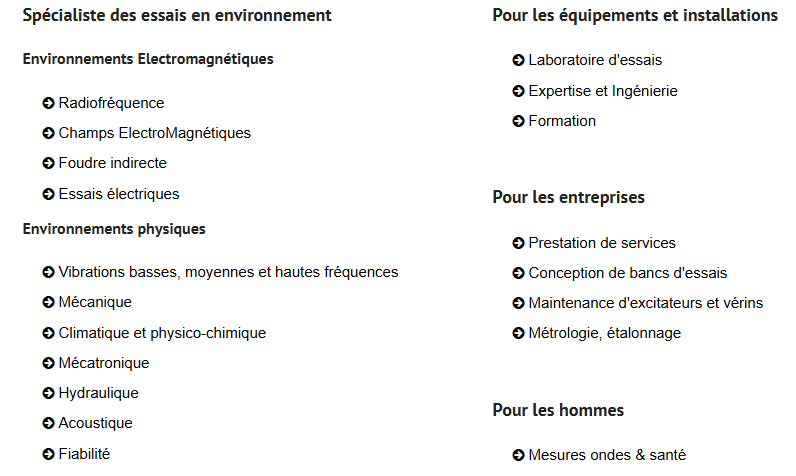 Spécialiste des essais en environnement
Environnements Electromagnétiques
Radiofréquence
Champs ElectroMagnétiques
Foudre indirecte
Essais électriques
Environnements physiques
Vibrations basses, moyennes et hautes fréquences
Mécanique
Climatique et physico-chimique
Mécatronique
Hydraulique
Acoustique
Fiabilité
Pour les équipements et installations
Laboratoire d'essais
Expertise et Ingénierie
Formation
Pour les entreprises
Prestation de services
Conception de bancs d'essais
Maintenance d'excitateurs et vérins
Métrologie, étalonnage
Pour les hommes
Mesures ondes & santé